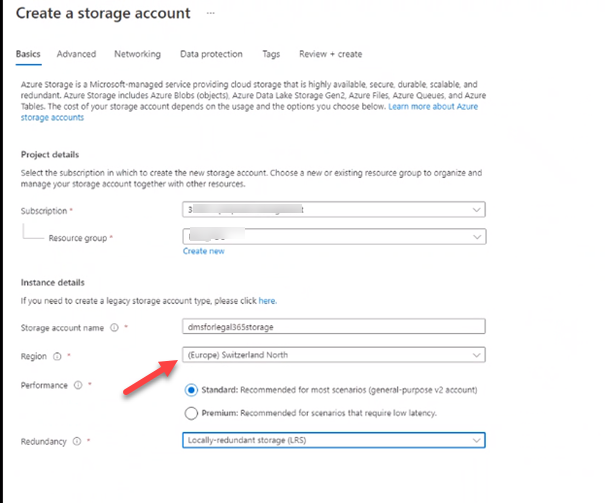 Create a storage account ...
Basics Advanced Networking Data protection Tags Review + create
Azure Storage is a Microsoft-managed service providing cloud storage that is highly available, secure, durable, scalable, and
redundant. Azure Storage includes Azure Blobs (objects), Azure Data Lake Storage Gen2, Azure Files, Azure Queues, and Azure
Tables. The cost of your storage account depends on the usage and the options you choose below. Learn more about Azure
storage accounts
Project details
Select the subscription in which to create the new storage account. Choose a new or existing resource group to organize and
manage your storage account together with other resources.
Subscription *
Resource group *
Create new
Instance details
If you need to create a legacy storage account type, please click here.
Storage account name * dmsforlegal365storage
Region * (Europe) Switzerland North
Performance * Standard: Recommended for most scenarios (general-purpose v2 account)
Premium: Recommended for scenarios that require low latency.
Redundancy * Locally-redundant storage (LRS)